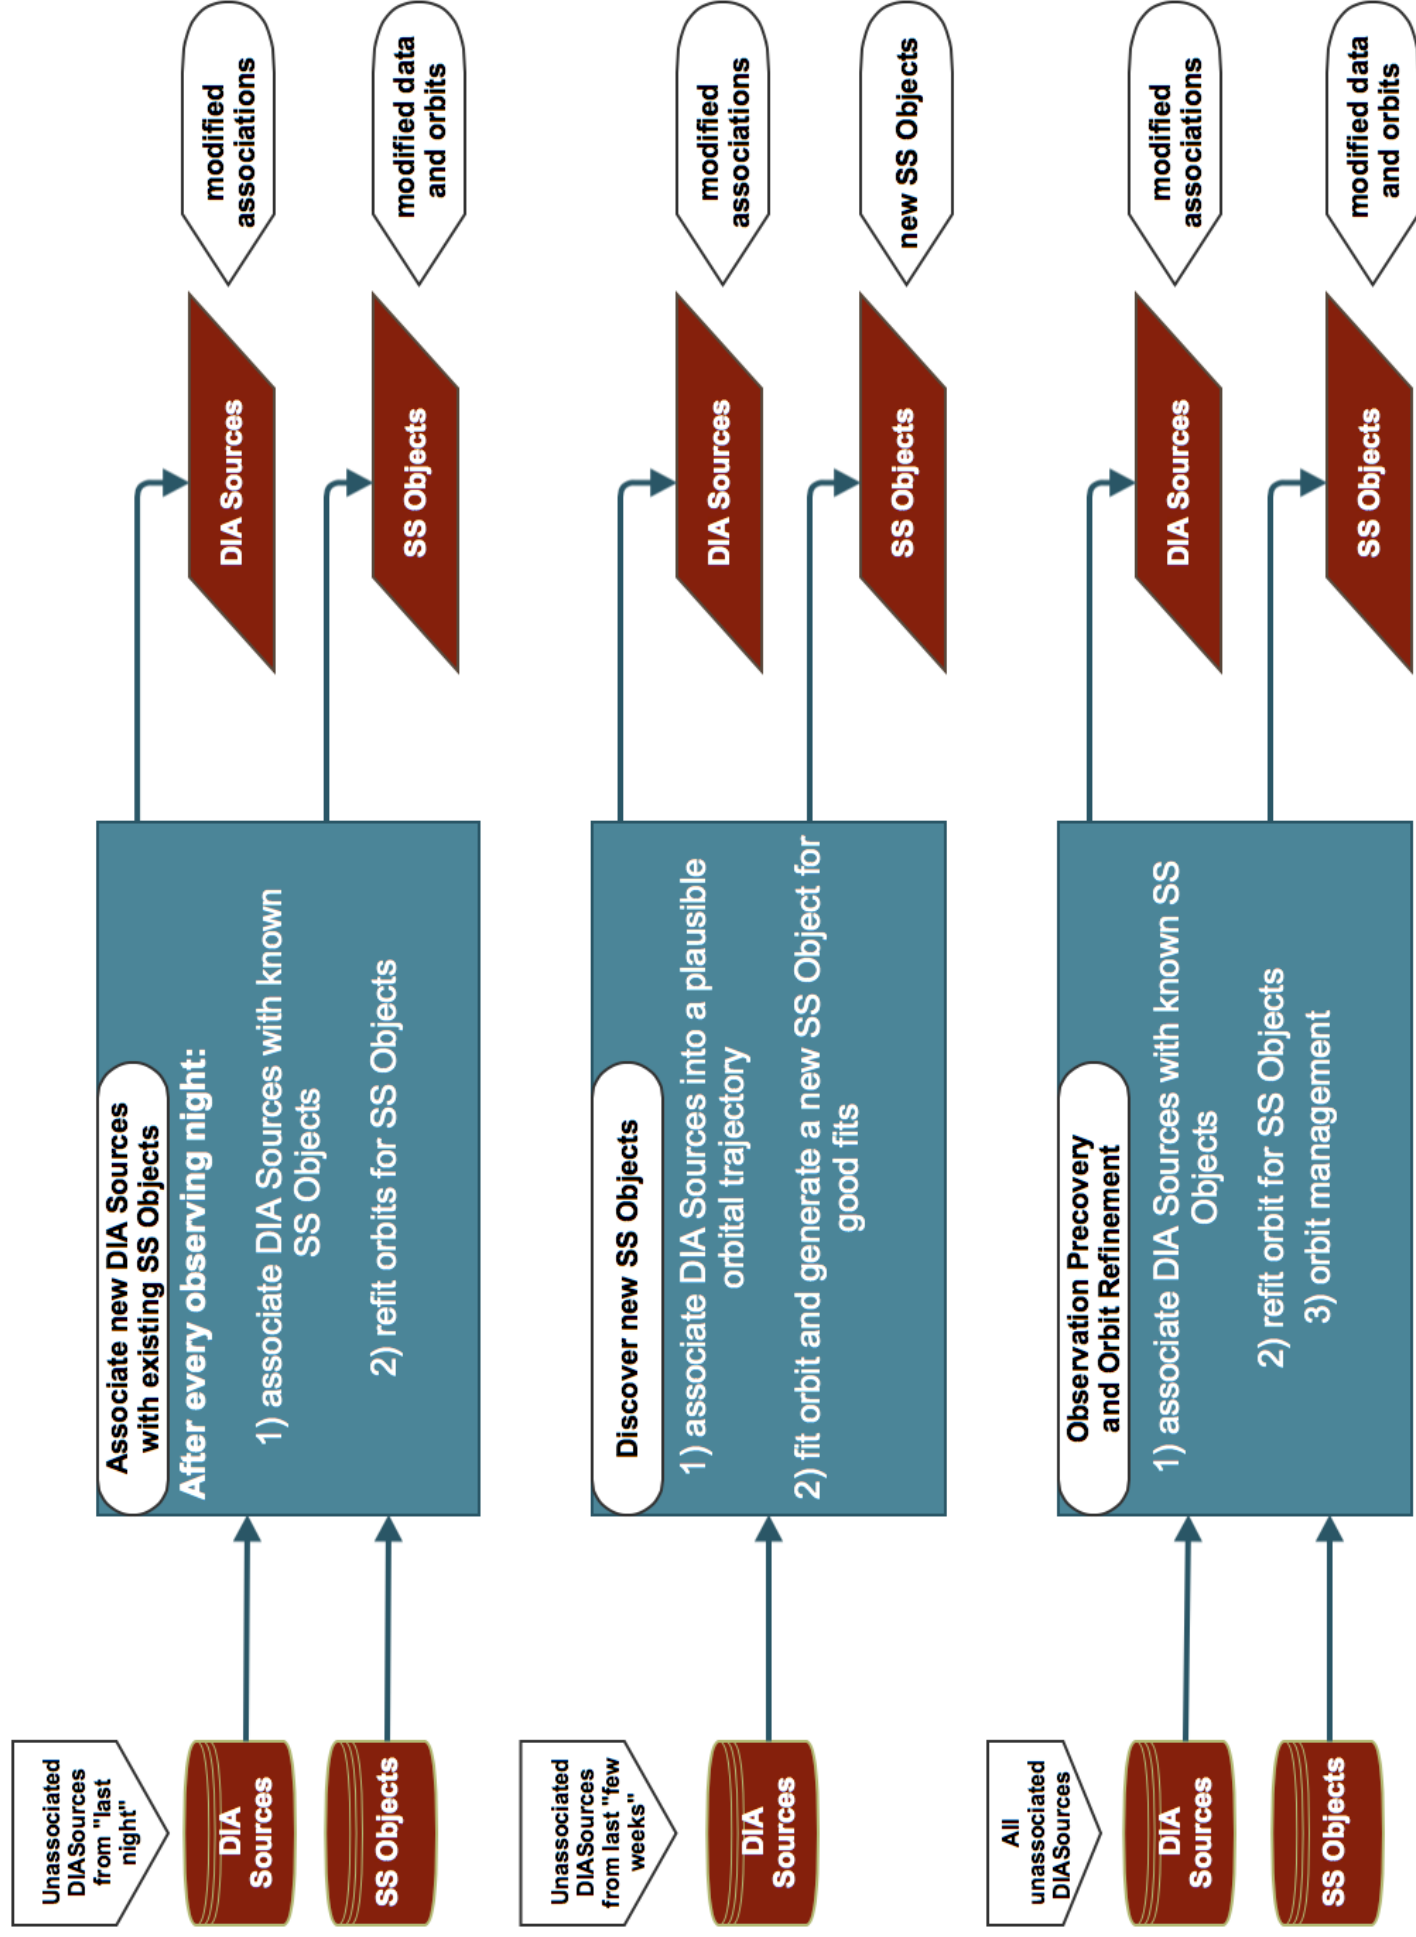 Unassociated
DIASources
from "last
night"
DIA
Sources
SS Objects
Associate new DIA Sources
with existing SS Objects
After every observing night:
1) associate DIA Sources with known
SS Objects
2) refit orbits for SS Objects
DIA Sources
SS Objects
modified
associations
modified data
and orbits
Unassociated
DIASources
from last "few
weeks"
DIA
Sources
Discover new SS Objects
1) associate DIA Sources into a plausible
orbital trajectory
2) fit orbit and generate a new SS Object for
good fits
DIA Sources
SS Objects
modified
associations
new SS Objects
All
unassociated
DIASources
DIA
Sources
SS Objects
Observation Precovery
and Orbit Refinement
1) associate DIA Sources with known SS
Objects
2) refit orbit for SS Objects
3) orbit management
DIA Sources
SS Objects
modified
associations
modified data
and orbits